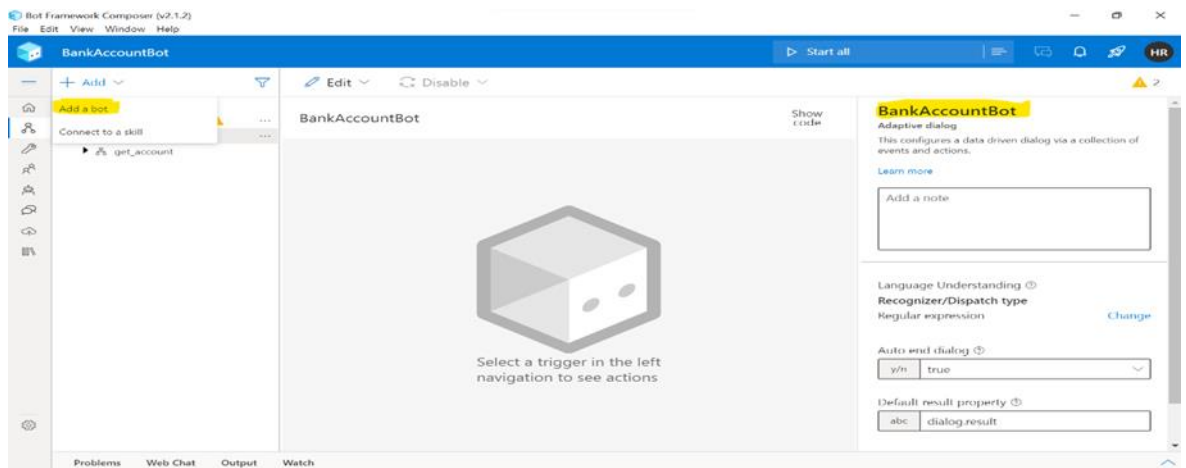 Bot Framework Composer (v2.1.2)
File Edit View Window Help
BankAccountBot
Start all
HR
+ Add
Edit
Disable
2
Add a bot
Connect to a skill
get_account
BankAccountBot
Show code
Select a trigger in the left
navigation to see actions
BankAccountBot
Adaptive dialog
This configures a data driven dialog via a collection of
events and actions.
Learn more
Add a note
Language Understanding
Recognizer/Dispatch type
Regular expression
Change
Auto end dialog
y/n true
Default result property
abc dialog.result
Problems Web Chat Output Watch